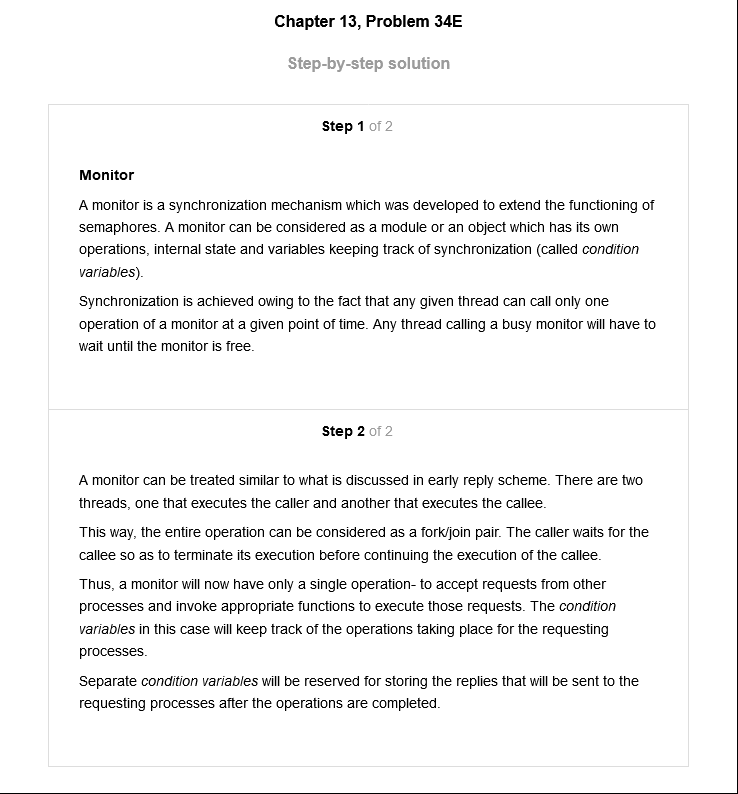 Chapter 13, Problem 34E
Step-by-step solution
Step 1 of 2
Monitor
A monitor is a synchronization mechanism which was developed to extend the functioning of
semaphores. A monitor can be considered as a module or an object which has its own
operations, internal state and variables keeping track of synchronization (called condition
variables).
Synchronization is achieved owing to the fact that any given thread can call only one
operation of a monitor at a given point of time. Any thread calling a busy monitor will have to
wait until the monitor is free.
Step 2 of 2
A monitor can be treated similar to what is discussed in early reply scheme. There are two
threads, one that executes the caller and another that executes the callee.
This way, the entire operation can be considered as a fork/join pair. The caller waits for the
callee so as to terminate its execution before continuing the execution of the callee.
Thus, a monitor will now have only a single operation- to accept requests from other
processes and invoke appropriate functions to execute those requests. The condition
variables in this case will keep track of the operations taking place for the requesting
processes.
Separate condition variables will be reserved for storing the replies that will be sent to the
requesting processes after the operations are completed.